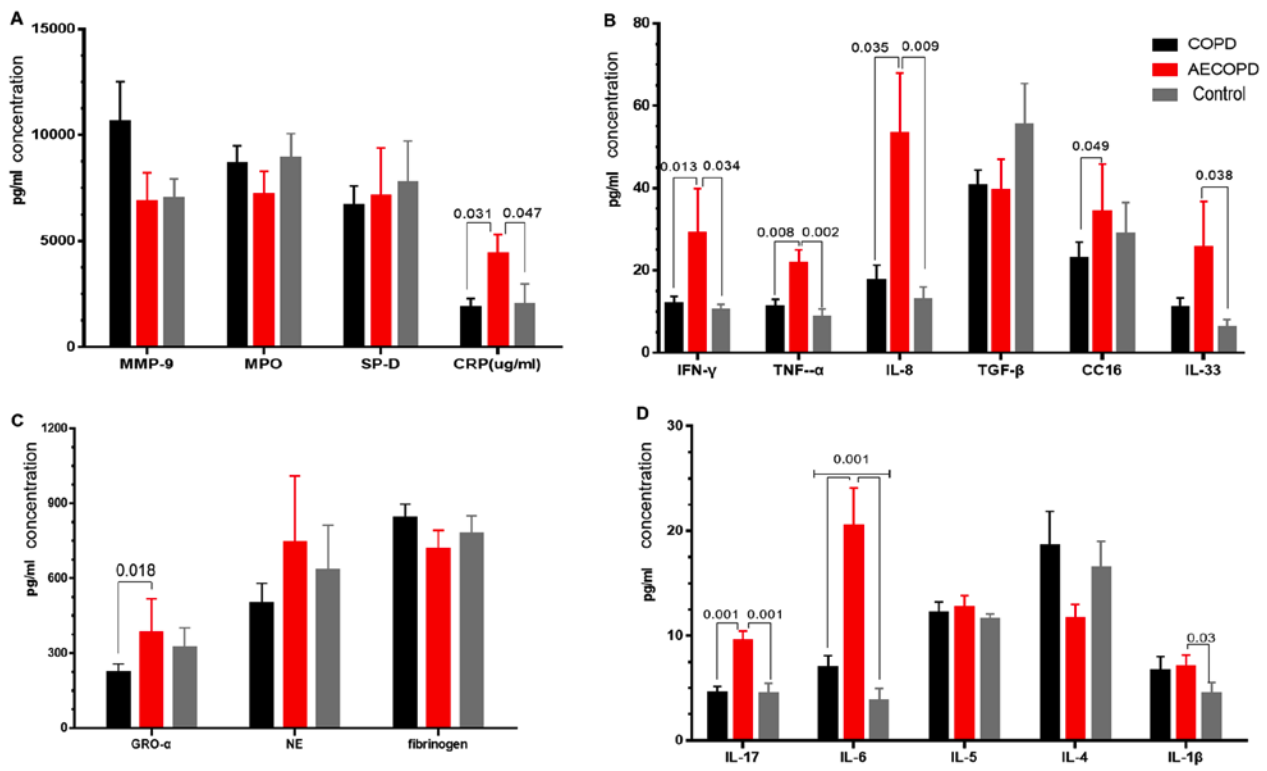 A
15000
10000
5000
0
pg/ml concentration
0.031 0.047
MMP-9 MPO SP-D CRP(ug/ml)
B
80
60
40
20
0
pg/ml concentration
0.035 0.009
0.013 0.034
0.008 0.002
0.049
0.038
COPD
AECOPD
Control
IFN-γ TNF--α IL-8 TGF-β CC16 IL-33
C
1200
900
600
300
0
pg/ml concentration
0.018
GRO-α NE fibrinogen
D
30
20
10
0
pg/ml concentration
0.001
0.001 0.001
0.03
IL-17 IL-6 IL-5 IL-4 IL-1β